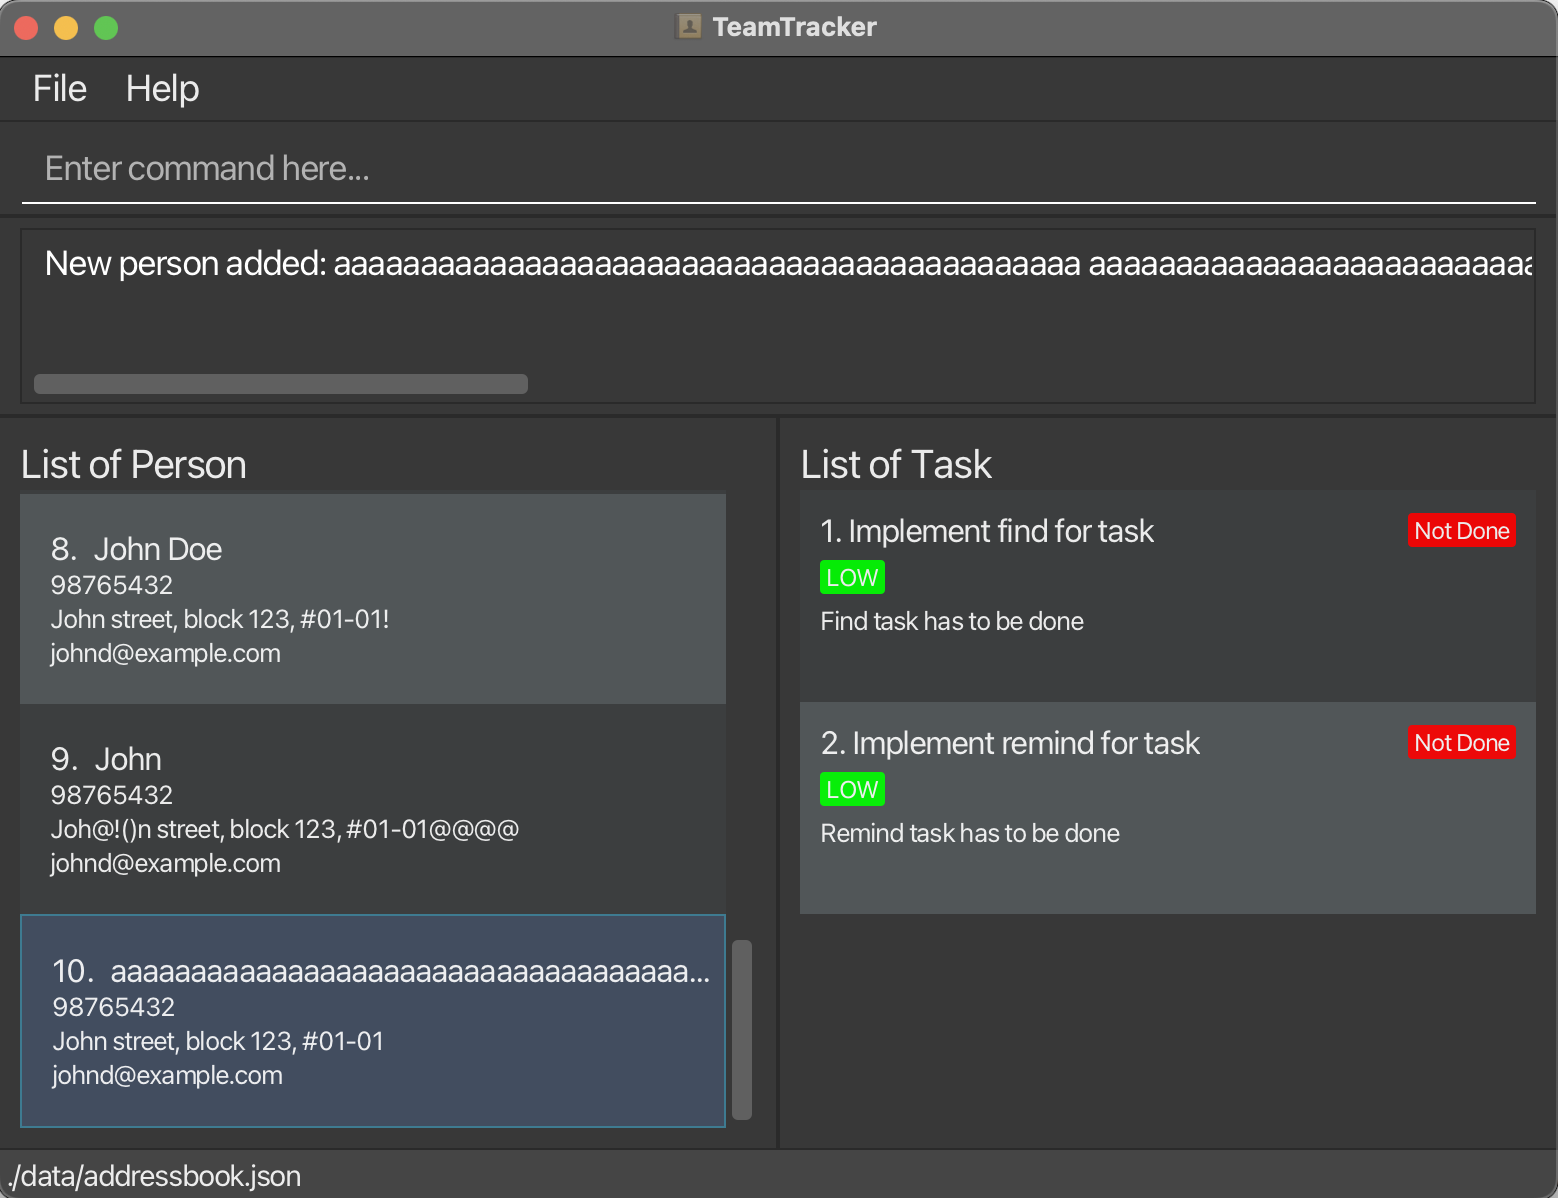 TeamTracker
File Help
Enter command here...
New person added: aaaaaaaaaaaaaaaaaaaaaaaaaaaaaaaaaaaaaaaaaaa aaaaaaaaaaaaaaaaaaaaaaaaaa
List of Person
8. John Doe
98765432
John street, block 123, #01-01!
johnd@example.com
9. John
98765432
Joh@!()n street, block 123, #01-01@@@@
johnd@example.com
10. aaaaaaaaaaaaaaaaaaaaaaaaaaaaaaaaaaaa...
98765432
John street, block 123, #01-01
johnd@example.com
List of Task
1. Implement find for task
Not Done
LOW
Find task has to be done
2. Implement remind for task
Not Done
LOW
Remind task has to be done
./data/addressbook.json